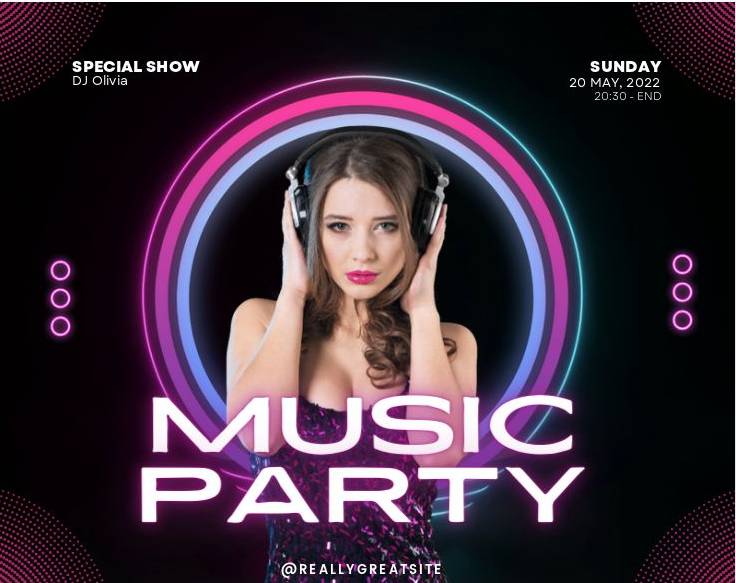 SPECIAL SHOW
DJ Olivia
SUNDAY
20 MAY, 2022
20:30 - END
MUSIC
PARTY
@REALLYGREATSITE